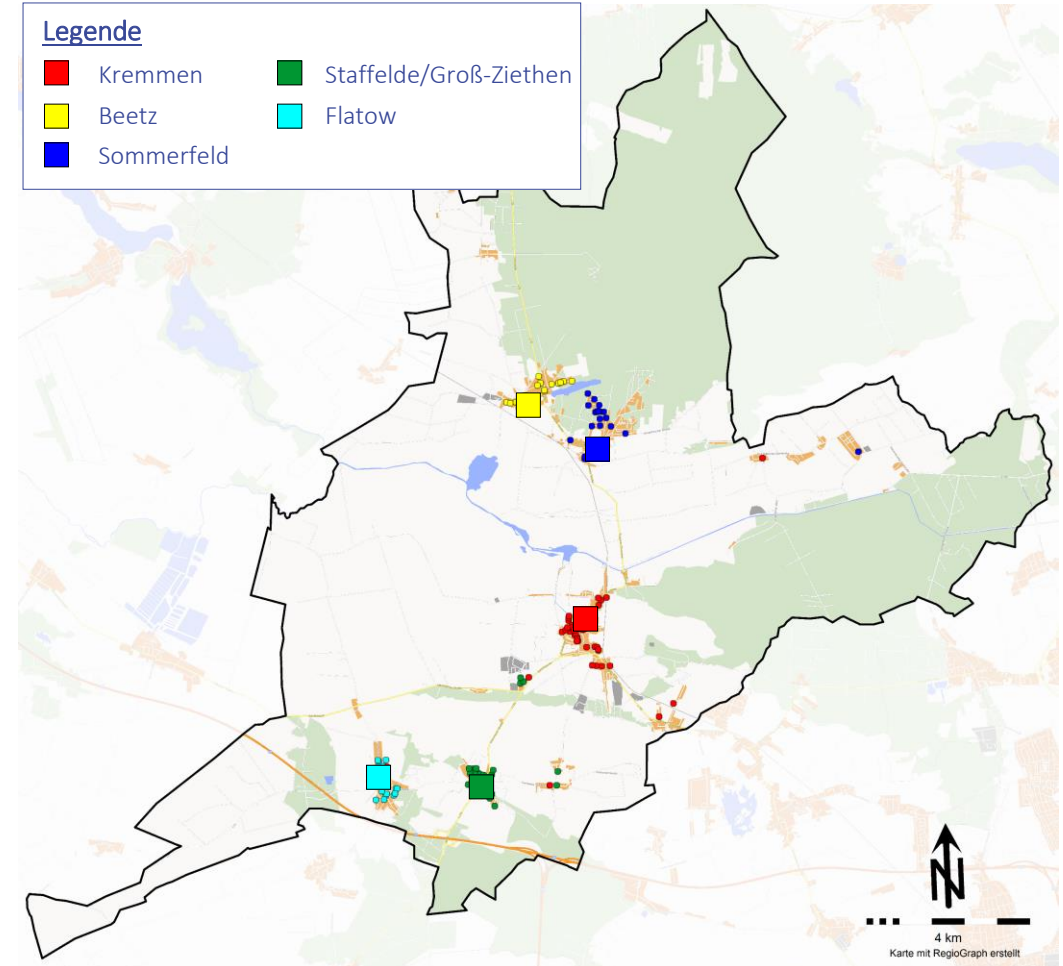 Legende
Kremmen
Staffelde/Groß-Ziethen
Beetz
Flatow
Sommerfeld
N
4 km
Karte mit RegioGraph erstellt